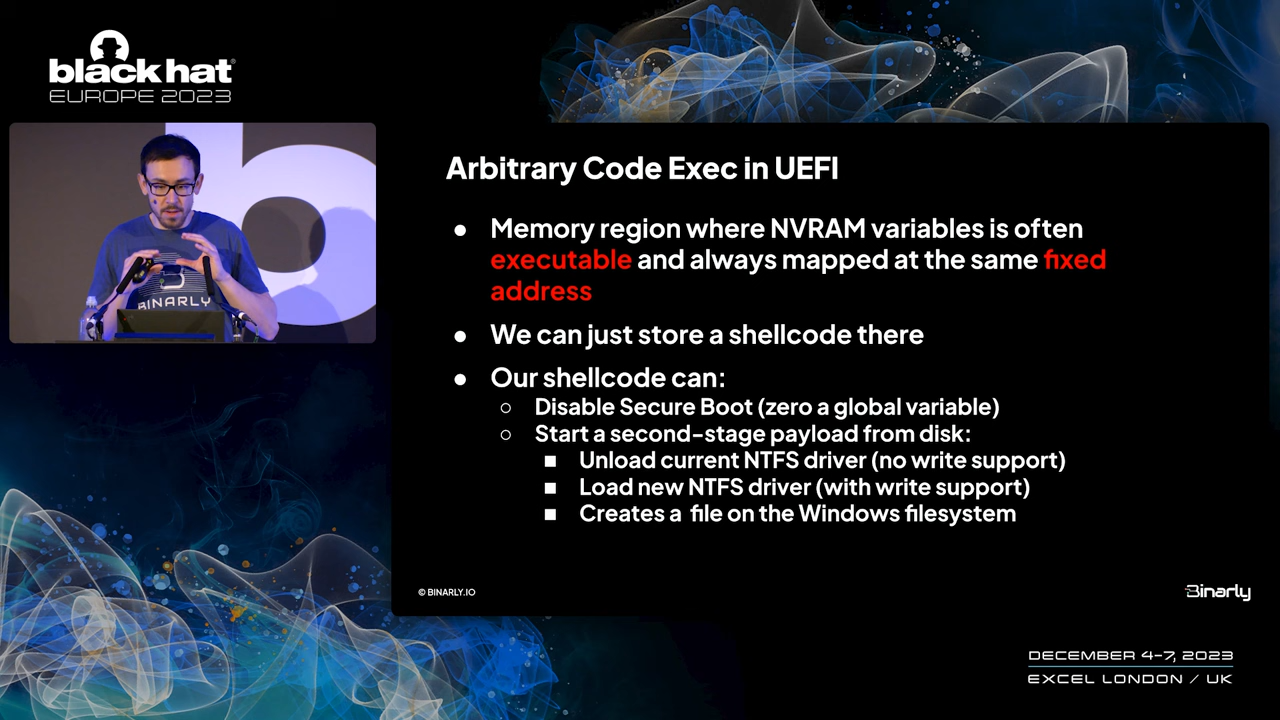 black hat
EUROPE 2023
BINARLY
Arbitrary Code Exec in UEFI
● Memory region where NVRAM variables is often
executable and always mapped at the same fixed
address
● We can just store a shellcode there
● Our shellcode can:
○ Disable Secure Boot (zero a global variable)
○ Start a second-stage payload from disk:
■ Unload current NTFS driver (no write support)
■ Load new NTFS driver (with write support)
■ Creates a file on the Windows filesystem
© BINARLY.IO
Binarly
DECEMBER 4-7, 2023
EXCEL LONDON / UK